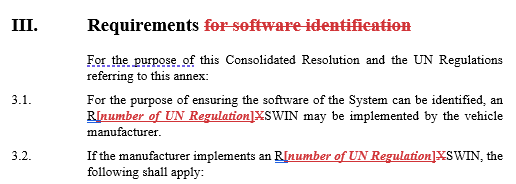 III. Requirements for software identification
For the purpose of this Consolidated Resolution and the UN Regulations
referring to this annex:
3.1. For the purpose of ensuring the software of the System can be identified, an
R[number of UN Regulation]XSWIN may be implemented by the vehicle
manufacturer.
3.2. If the manufacturer implements an R[number of UN Regulation]XSWIN, the
following shall apply: